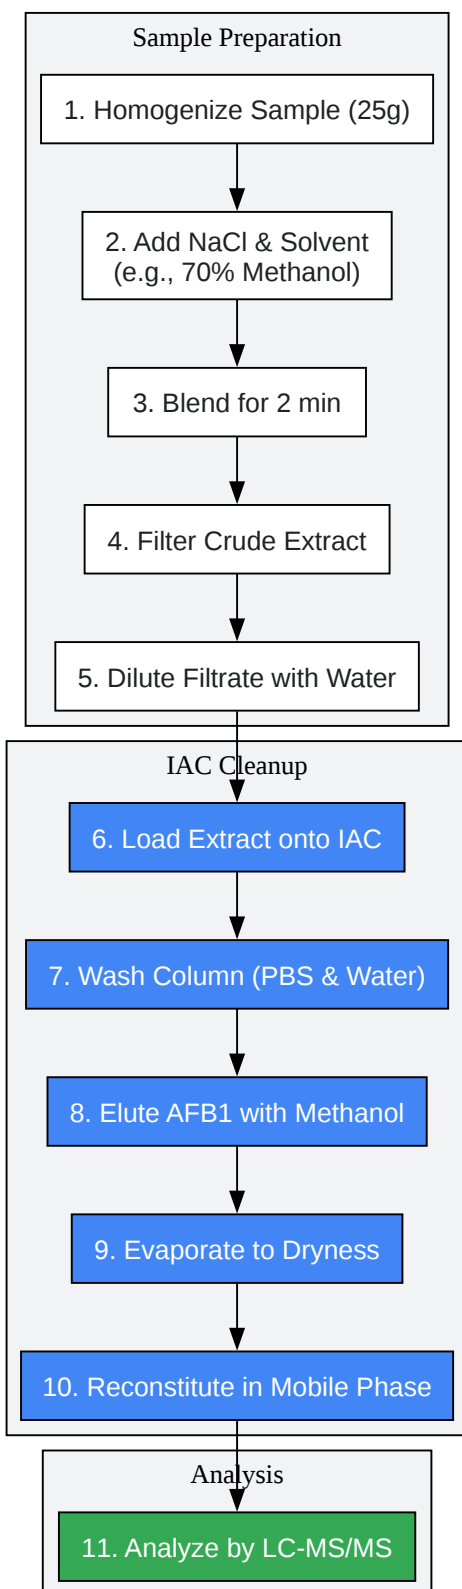 Sample Preparation
1. Homogenize Sample (25g)
2. Add NaCl & Solvent
(e.g., 70% Methanol)
3. Blend for 2 min
4. Filter Crude Extract
5. Dilute Filtrate with Water
IAC Cleanup
6. Load Extract onto IAC
7. Wash Column (PBS & Water)
8. Elute AFB1 with Methanol
9. Evaporate to Dryness
10. Reconstitute in Mobile Phase
Analysis
11. Analyze by LC-MS/MS